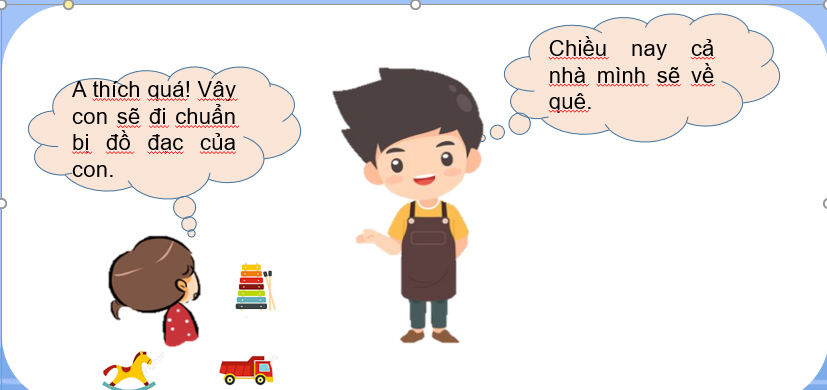 A thích quá! Vậy
con sẽ đi chuẩn
bị đồ đạc của
con.
Chiều nay cả
nhà mình sẽ về
quê.